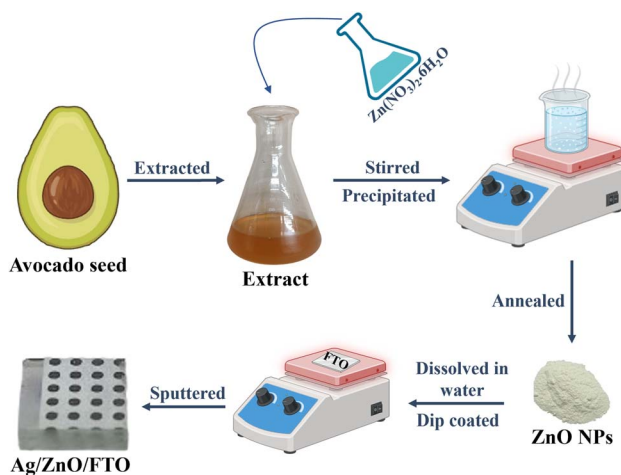 Zn(NO₃)₂·6H₂O
Extracted
Stirred
Precipitated
Avocado seed
Extract
Annealed
FTO
Dissolved in
water
Dip coated
Sputtered
ZnO NPs
Ag/ZnO/FTO